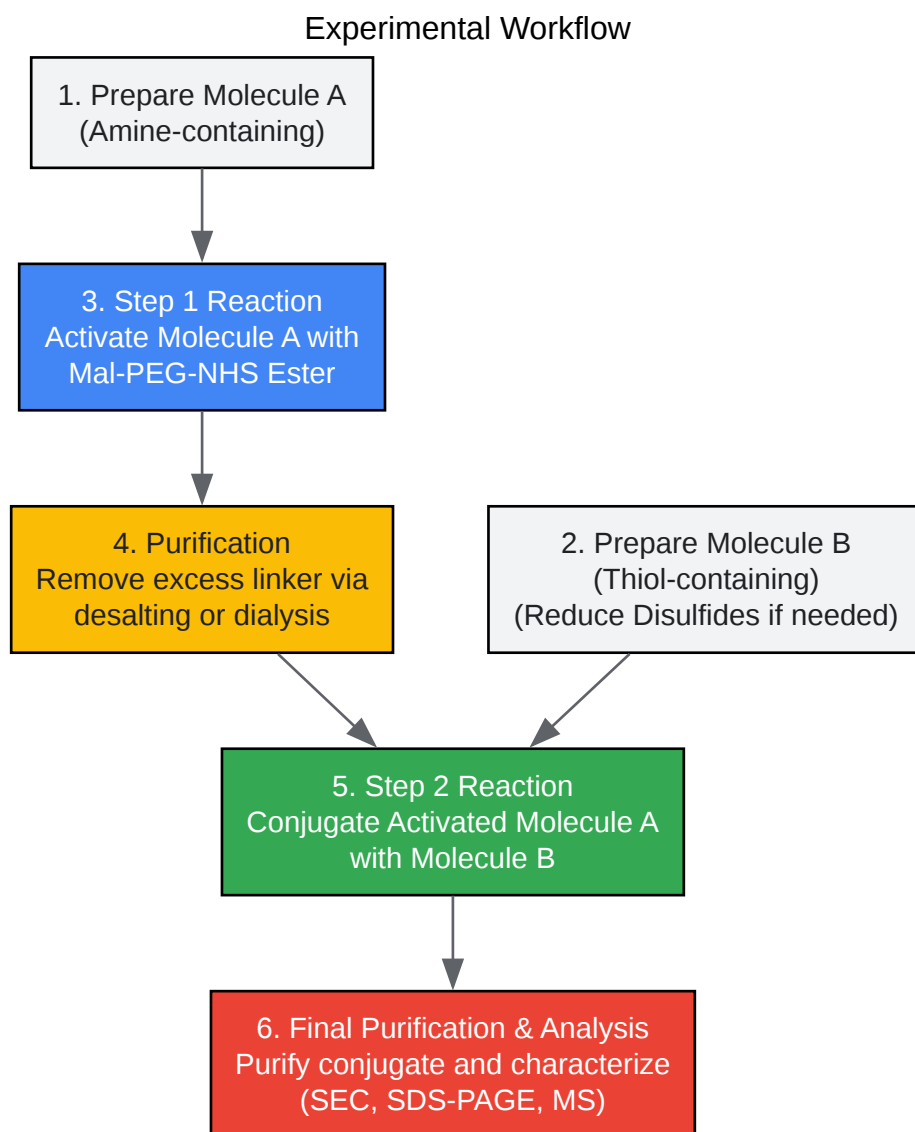 Experimental Workflow
1. Prepare Molecule A
(Amine-containing)
3. Step 1 Reaction
Activate Molecule A with
Mal-PEG-NHS Ester
4. Purification
Remove excess linker via
desalting or dialysis
2. Prepare Molecule B
(Thiol-containing)
(Reduce Disulfides if needed)
5. Step 2 Reaction
Conjugate Activated Molecule A
with Molecule B
6. Final Purification & Analysis
Purify conjugate and characterize
(SEC, SDS-PAGE, MS)